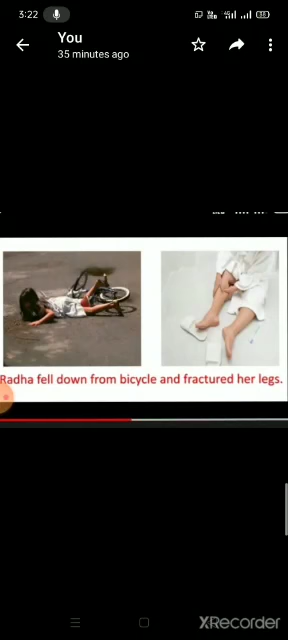 3:22
You
35 minutes ago
Radha fell down from bicycle and fractured her legs.
XRecorder